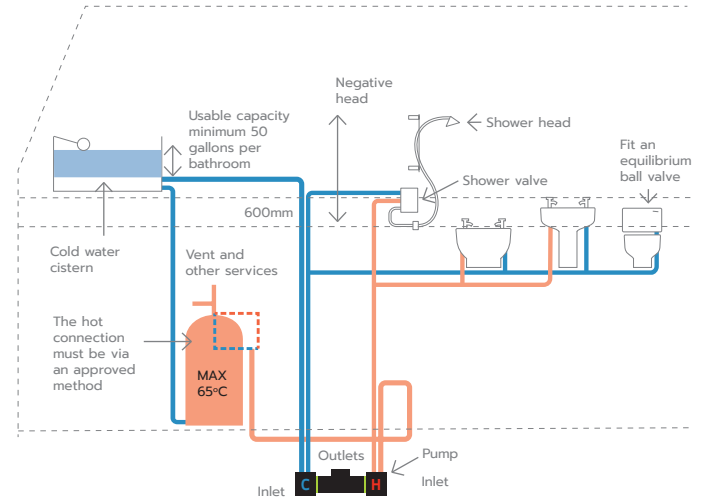 Negative
head
Usable capacity
minimum 50
gallons per
bathroom
Shower head
Fit an
equilibrium
ball valve
Shower valve
600mm
Cold water
cistern
Vent and
other services
The hot
connection
must be via
an approved
method
MAX
65ºC
Outlets
Pump
Inlet
C
H
Inlet